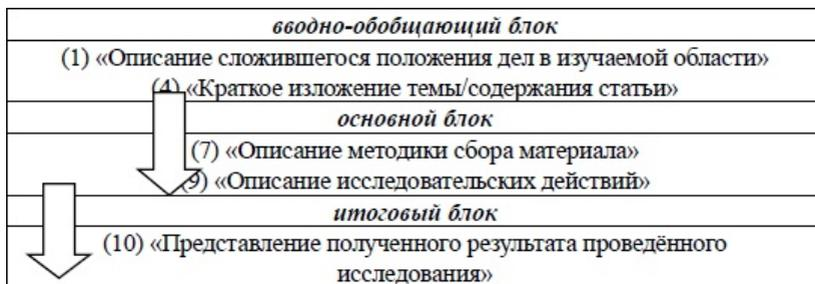 вводно-обобщающий блок
(1) «Описание сложившегося положения дел в изучаемой области»
(4) «Краткое изложение темы/содержания статьи»
основной блок
(7) «Описание методики сбора материала»
(9) «Описание исследовательских действий»
итоговый блок
(10) «Представление полученного результата проведённого
исследования»